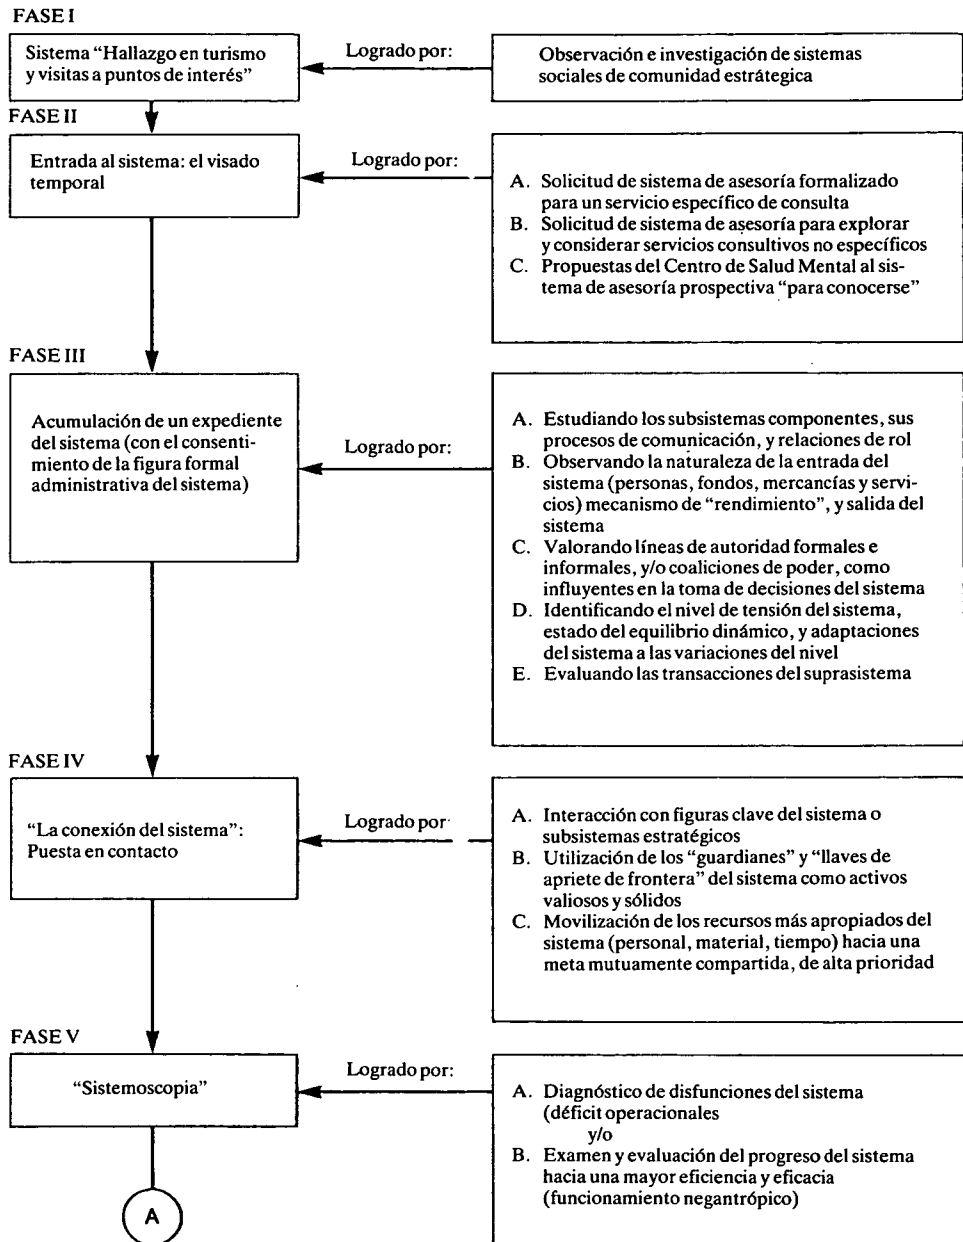 FASE I
Sistema “Hallazgo en turismo
y visitas a puntos de interés”
Logrado por:
Observación e investigación de sistemas
sociales de comunidad estrátegica
FASE II
Entrada al sistema: el visado
temporal
Logrado por:
A. Solicitud de sistema de asesoría formalizado
para un servicio específico de consulta
B. Solicitud de sistema de asesoría para explorar
y considerar servicios consultivos no específicos
C. Propuestas del Centro de Salud Mental al sis-
tema de asesoría prospectiva “para conocerse”
FASE III
Acumulación de un expediente
del sistema (con el consenti-
miento de la figura formal
administrativa del sistema)
Logrado por:
A. Estudiando los subsistemas componentes, sus
procesos de comunicación, y relaciones de rol
B. Observando la naturaleza de la entrada del
sistema (personas, fondos, mercancías y servi-
cios) mecanismo de “rendimiento”, y salida del
sistema
C. Valorando líneas de autoridad formales e
informales, y/o coaliciones de poder, como
influyentes en la toma de decisiones del sistema
D. Identificando el nivel de tensión del sistema,
estado del equilibrio dinámico, y adaptaciones
del sistema a las variaciones del nivel
E. Evaluando las transacciones del suprasistema
FASE IV
“La conexión del sistema”:
Puesta en contacto
Logrado por
A. Interacción con figuras clave del sistema o
subsistemas estratégicos
B. Utilización de los “guardianes” y “llaves de
apriete de frontera” del sistema como activos
valiosos y sólidos
C. Movilización de los recursos más apropiados del
sistema (personal, material, tiempo) hacia una
meta mutuamente compartida, de alta prioridad
FASE V
“Sistemoscopia”
Logrado por:
A. Diagnóstico de disfunciones del sistema
(déficit operacionales
y/o
B. Examen y evaluación del progreso del sistema
hacia una mayor eficiencia y eficacia
(funcionamiento negantrópico)
A